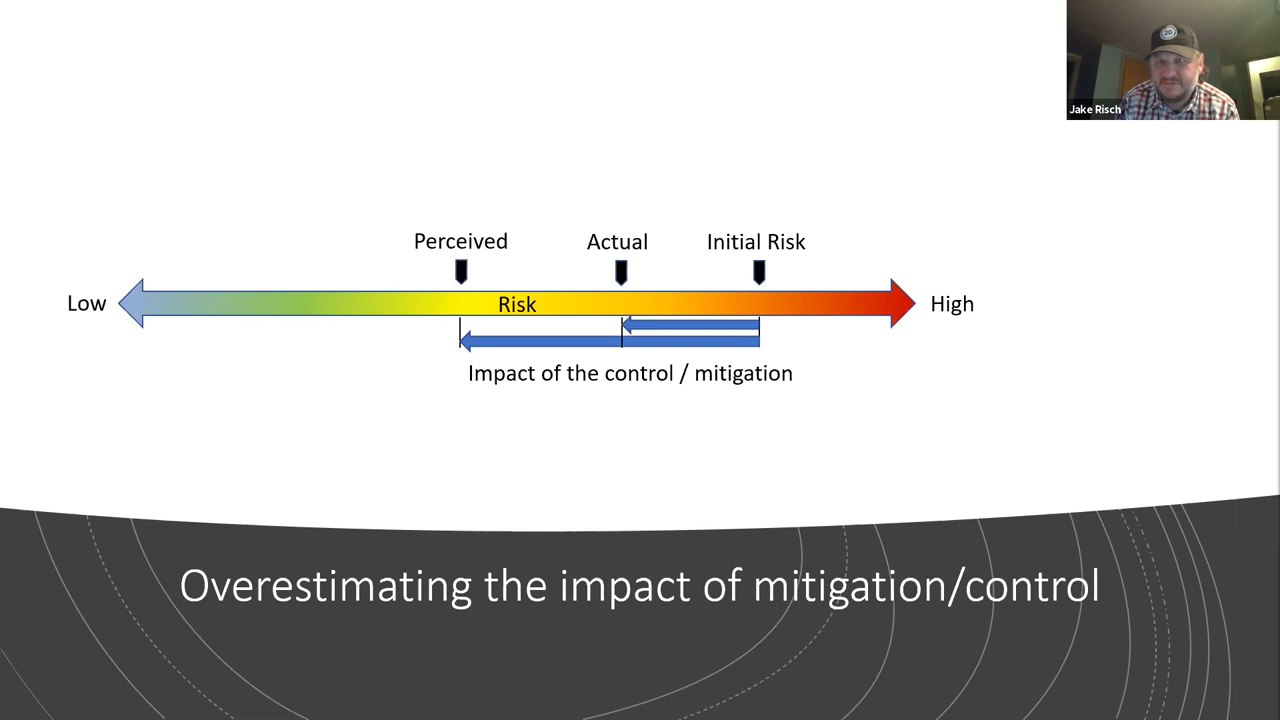 Jake Risch
20
Perceived
Actual
Initial Risk
Low
Risk
High
Impact of the control / mitigation
Overestimating the impact of mitigation/control